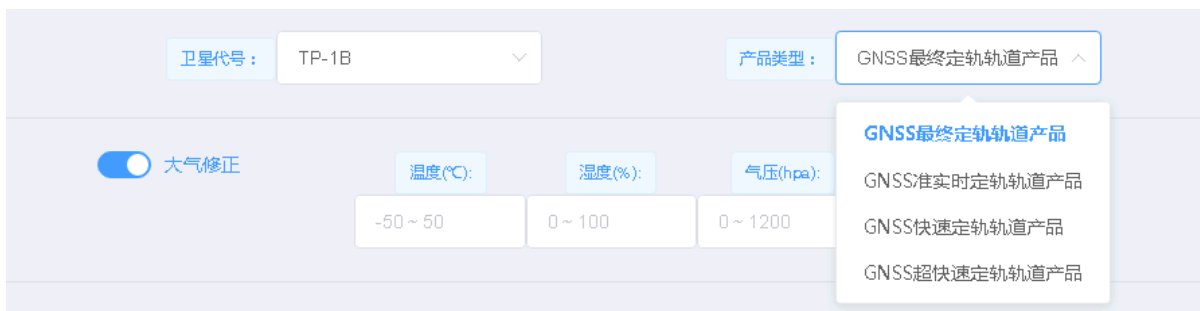 卫星代号： TP-1B 产品类型： GNSS最终定轨轨道产品
GNSS最终定轨轨道产品
大气修正 温度(℃): 湿度(%): 气压(hpa):
GNSS准实时定轨轨道产品
-50 ~ 50 0 ~ 100 0 ~ 1200
GNSS快速定轨轨道产品
GNSS超快速定轨轨道产品